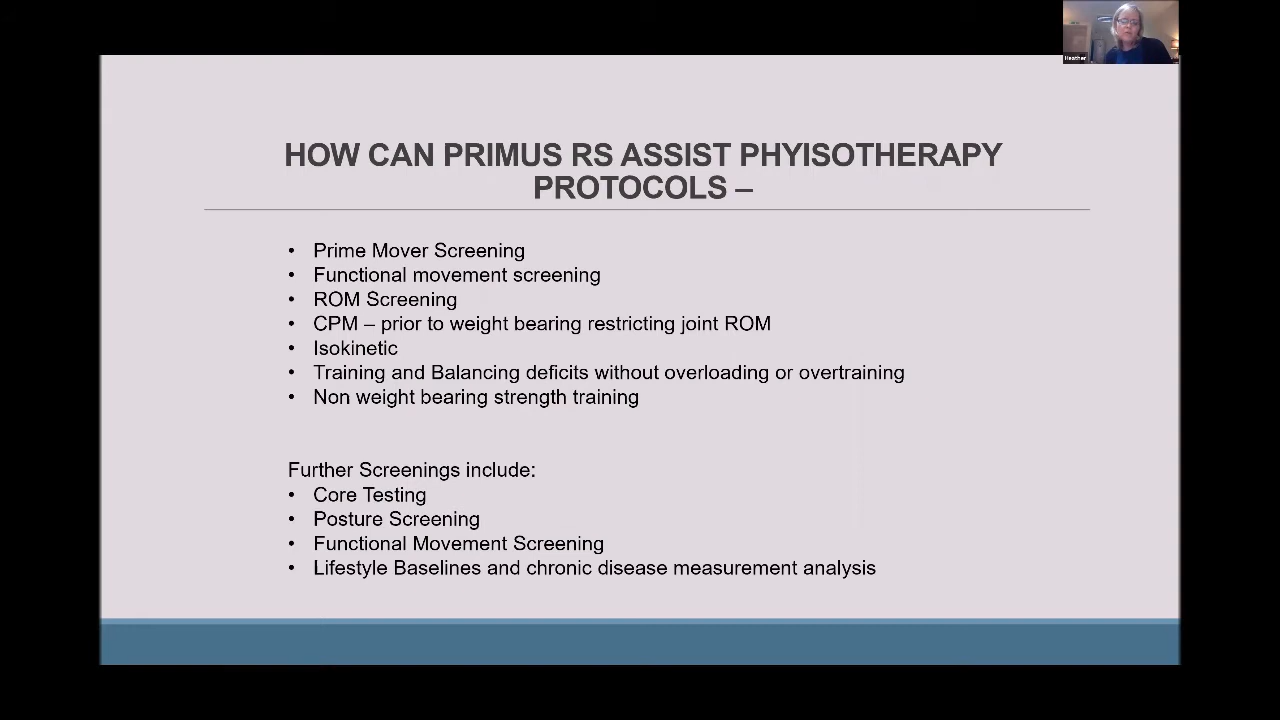 Heather
HOW CAN PRIMUS RS ASSIST PHYISOTHERAPY
PROTOCOLS –
• Prime Mover Screening
• Functional movement screening
• ROM Screening
• CPM – prior to weight bearing restricting joint ROM
• Isokinetic
• Training and Balancing deficits without overloading or overtraining
• Non weight bearing strength training
Further Screenings include:
• Core Testing
• Posture Screening
• Functional Movement Screening
• Lifestyle Baselines and chronic disease measurement analysis